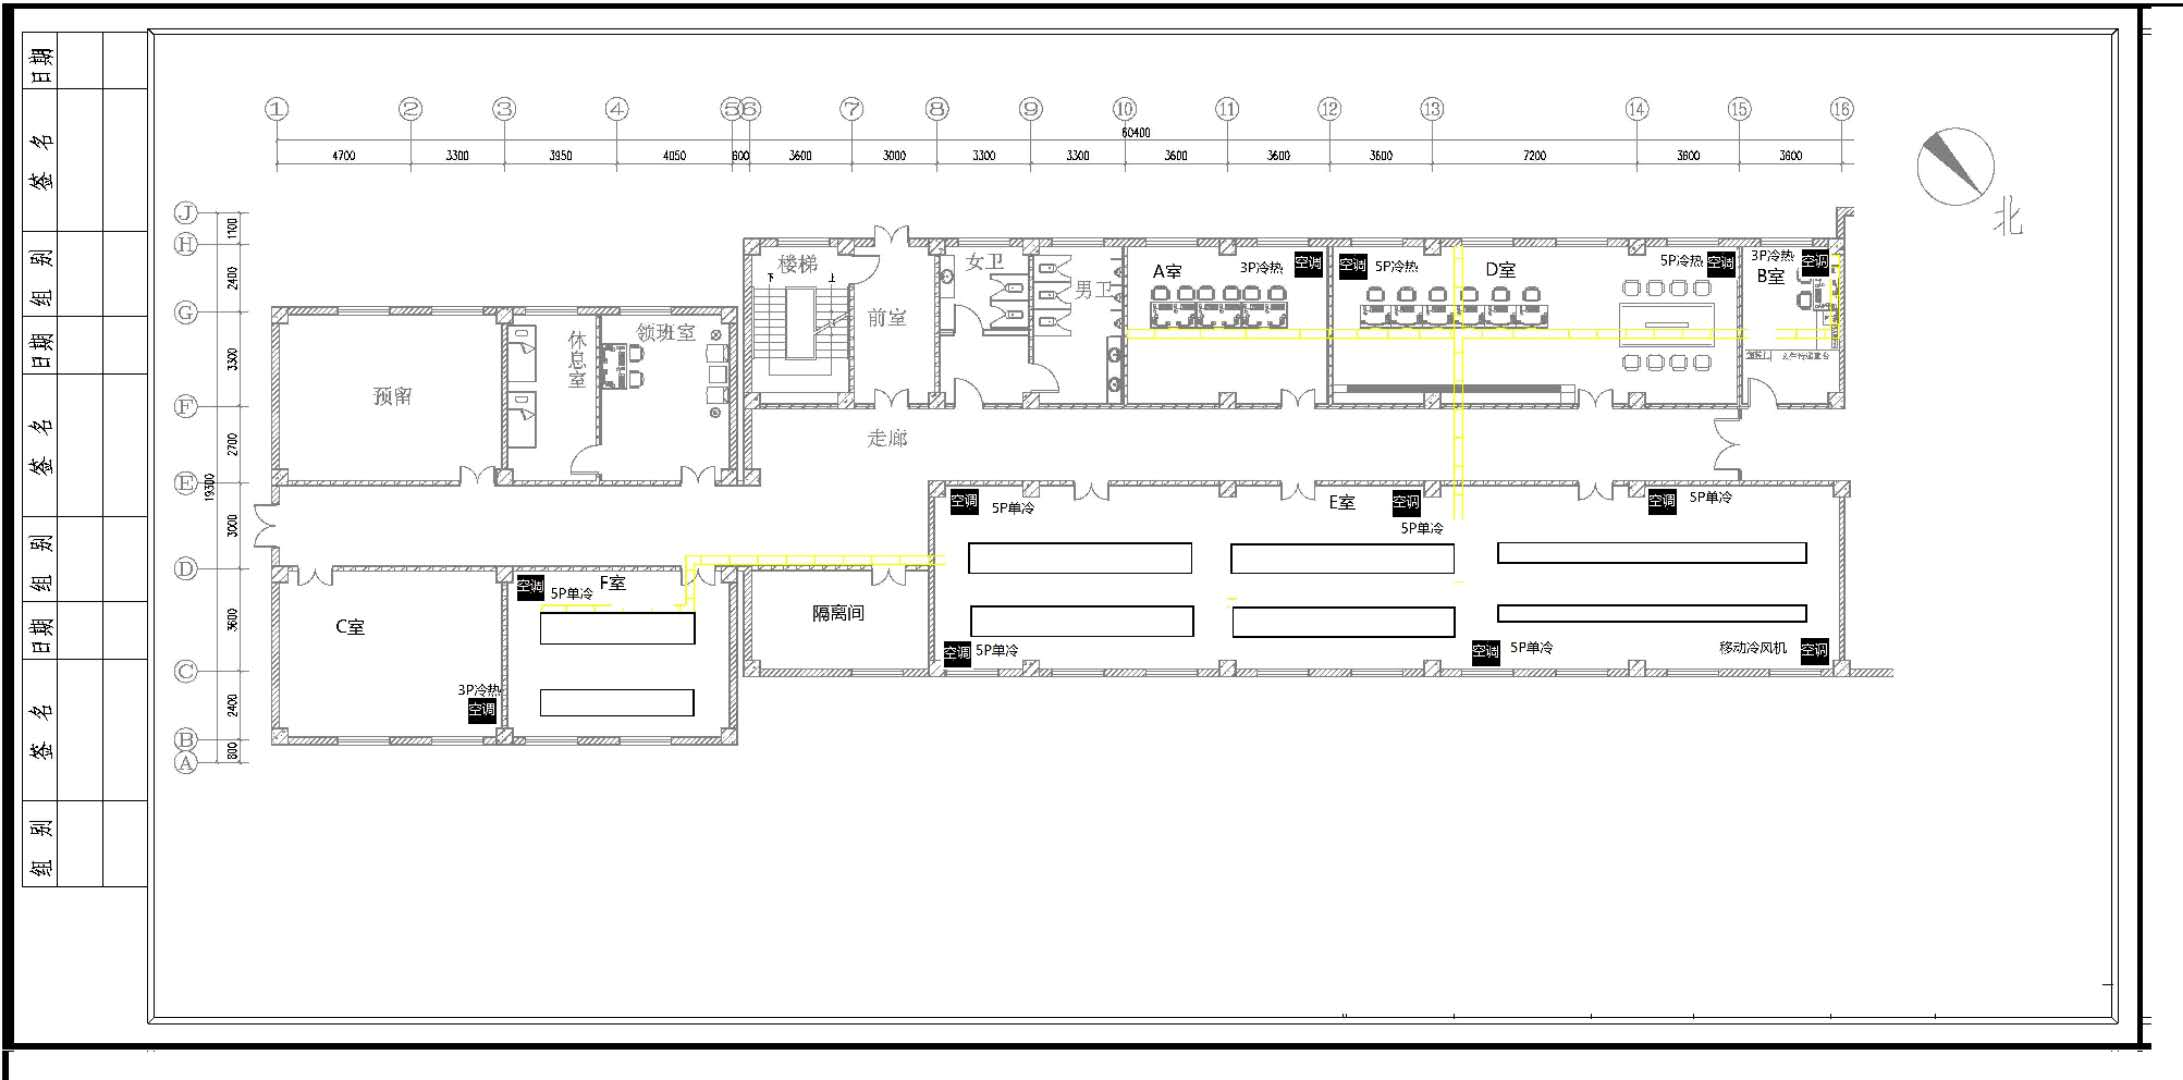 日期
签 名
组 别
日期
签 名
组 别
日期
签 名
组 别
1 2 3 4 5 6 7 8 9 10 11 12 13 14 15 16
60400
4700 3300 3950 4050 600 3600 3000 3300 3300 3600 3600 3600 7200 3600 3600
北
J
H
G
F
E
D
C
B
A
1100
2400
3300
2700
3000
3600
2400
800
19300
楼梯
下 上
前室
女卫
男卫
A室
3P冷热 空调
空调 5P冷热
D室
5P冷热 空调
3P冷热 空调
B室
预留
休息室
领班室
走廊
空调 5P单冷
E室
空调
5P单冷
空调 5P单冷
空调 5P单冷
F室
C室
隔离间
空调 5P单冷
空调 5P单冷
移动冷风机 空调
3P冷热
空调